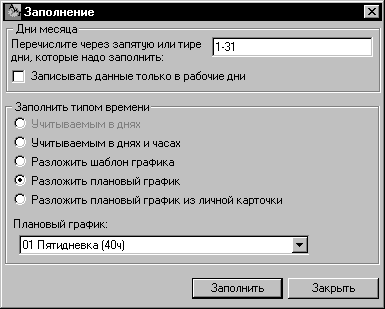 Заполнение
Дни месяца
Перечислите через запятую или тире
дни, которые надо заполнить:
1-31
Записывать данные только в рабочие дни
Заполнить типом времени
Учитываемым в днях
Учитываемым в днях и часах
Разложить шаблон графика
Разложить плановый график
Разложить плановый график из личной карточки
Плановый график:
01 Пятидневка (40ч)
Заполнить
Закрыть